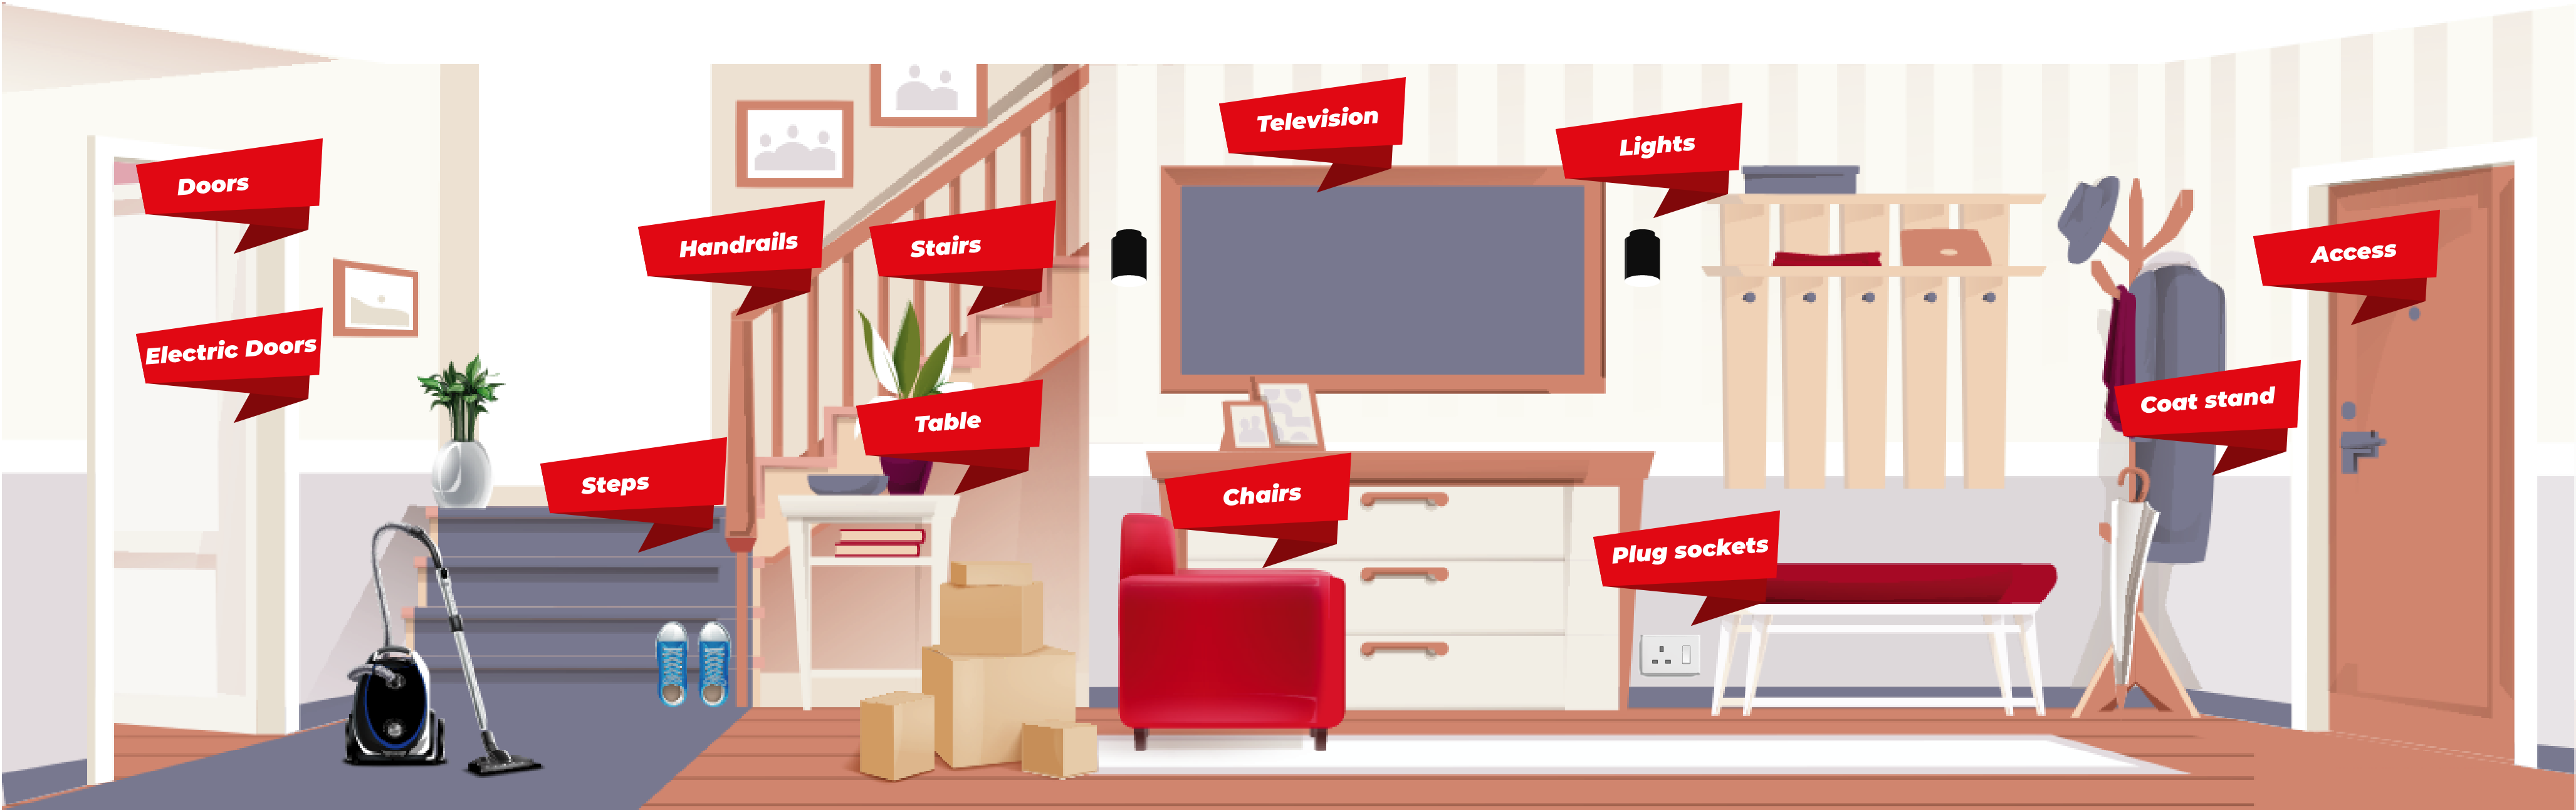 Doors
Electric Doors
Handrails
Stairs
Steps
Table
Television
Lights
Chairs
Plug sockets
Access
Coat stand